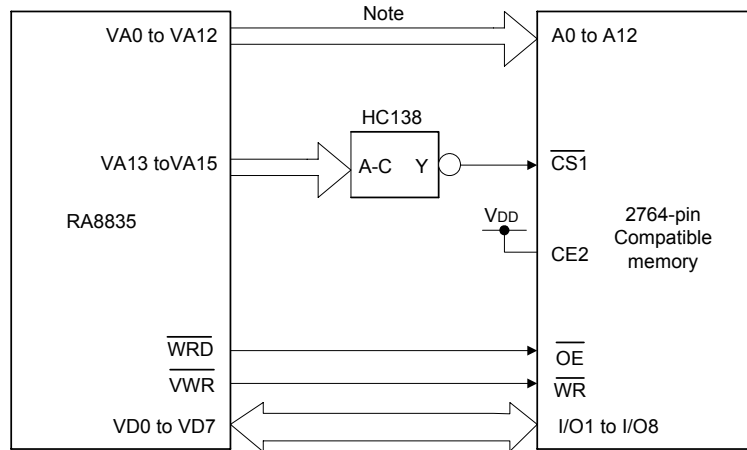 Note
VA0 to VA12
A0 to A12
HC138
VA13 toVA15
A-C Y
CS1
RA8835
VDD
2764-pin
Compatible
memory
CE2
WRD
OE
VWR
WR
VD0 to VD7
I/O1 to I/O8